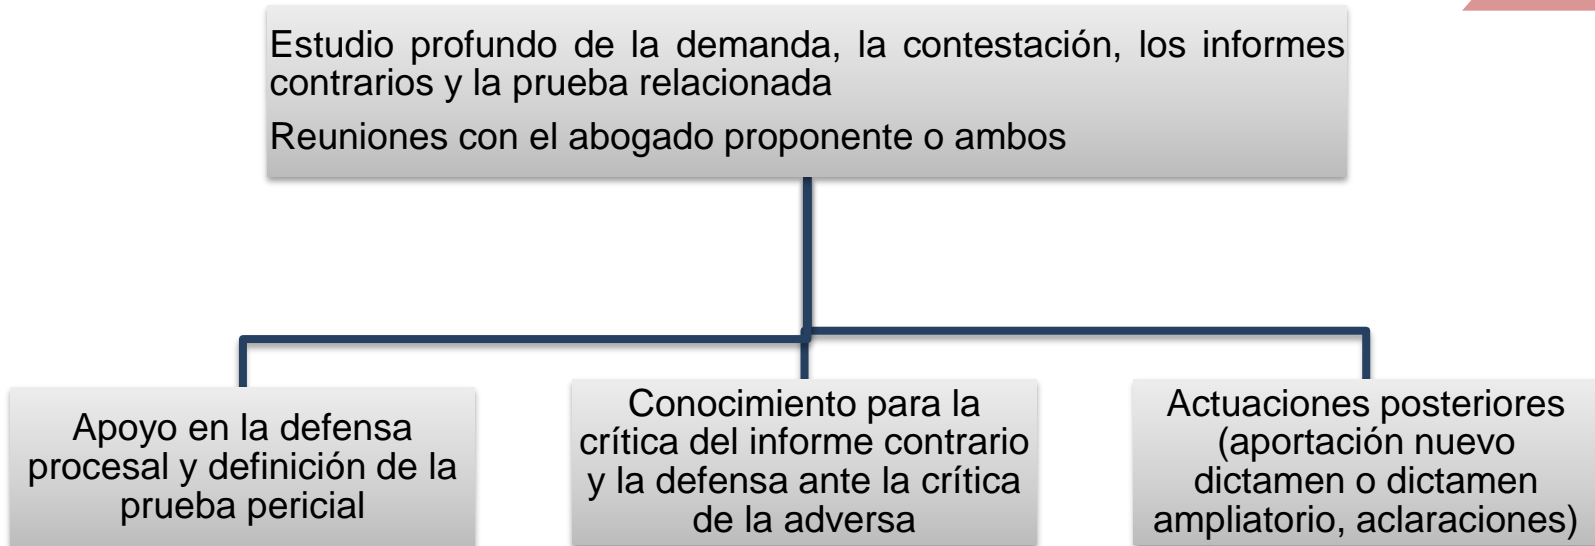 Estudio profundo de la demanda, la contestación, los informes
contrarios y la prueba relacionada
Reuniones con el abogado proponente o ambos
Apoyo en la defensa
procesal y definición de la
prueba pericial
Conocimiento para la
crítica del informe contrario
y la defensa ante la crítica
de la adversa
Actuaciones posteriores
(aportación nuevo
dictamen o dictamen
ampliatorio, aclaraciones)